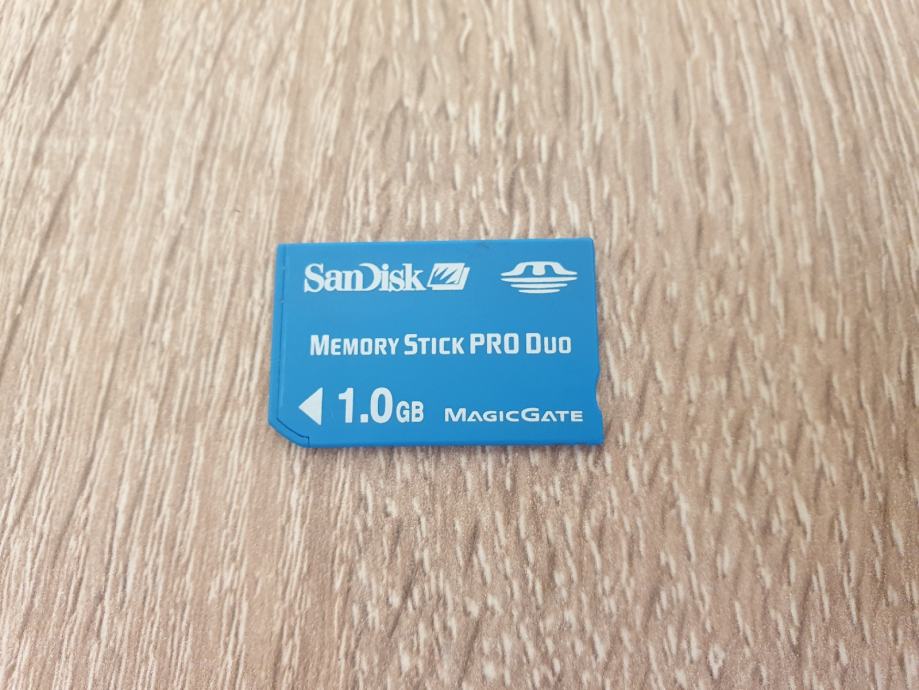 SanDisk
MEMORY STICK PRO DUO
1.0GB MAGICGATE